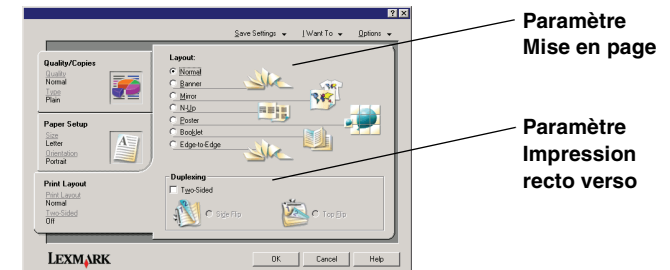 Save Settings I Want To Options
Quality/Copies
Quality
Normal
Type
Plain
Paper Setup
Size
Letter
Orientation
Portrait
Print Layout
Print Layout
Normal
Two-Sided
Off
Layout:
Normal
Banner
Mirror
N-Up
Poster
Booklet
Edge-to-Edge
Duplexing
Two-Sided
Side Flip
Top Flip
LEXMARK
OK Cancel Help
Paramètre
Mise en page
Paramètre
Impression
recto verso